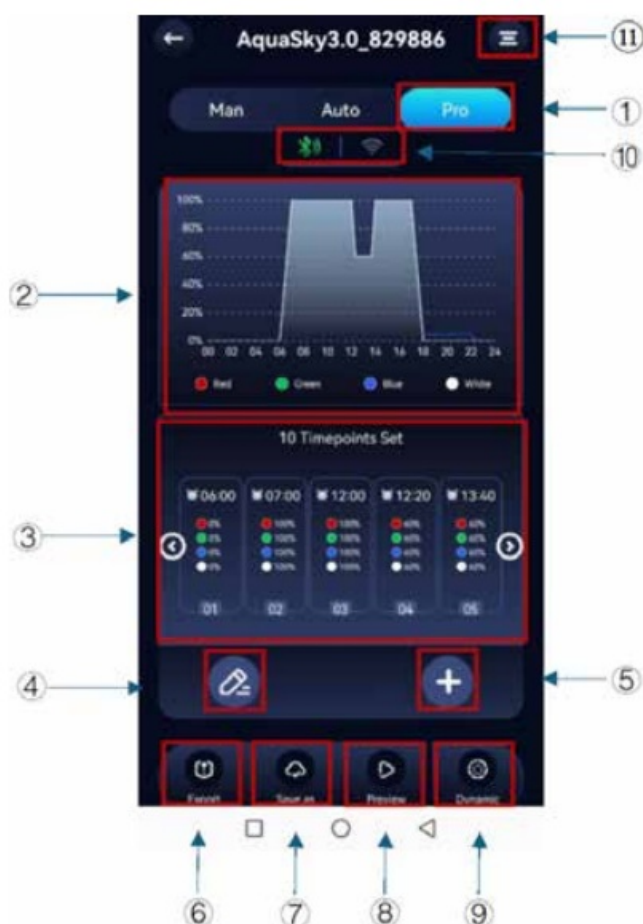 AquaSky3.0_829886
⑪
Man Auto Pro
①
⑩
100%
80%
60%
40%
20%
0%
00 02 04 06 08 10 12 14 16 18 20 22 24
Red Green Blue White
②
10 Timepoints Set
06:00 07:00 12:00 12:20 13:40
0% 100% 100% 60% 60%
0% 100% 100% 60% 60%
0% 100% 100% 60% 60%
0% 100% 100% 60% 60%
01 02 03 04 05
③
④
⑤
Export Save as Preview Dynamic
⑥ ⑦ ⑧ ⑨